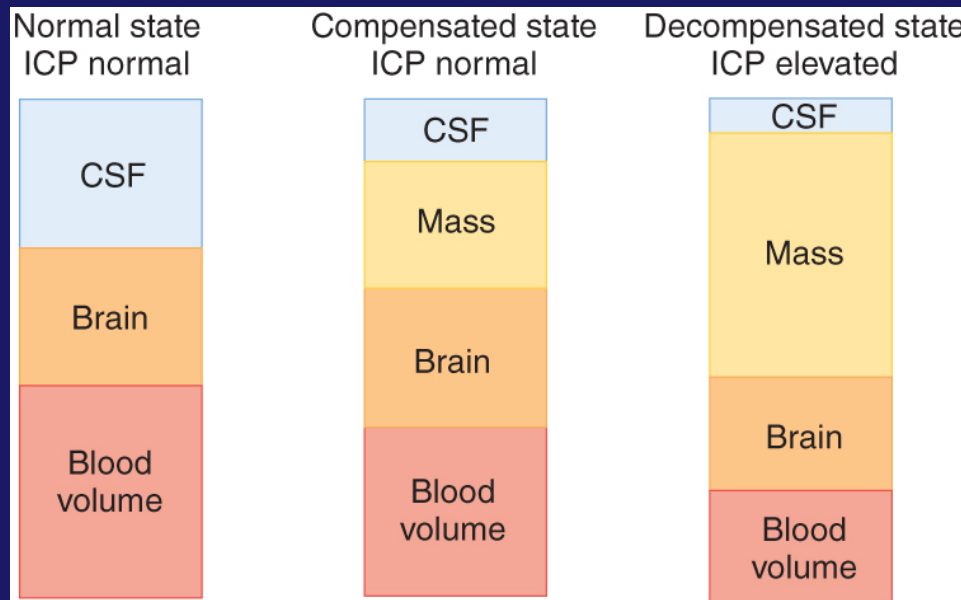 Normal state
ICP normal
Compensated state
ICP normal
Decompensated state
ICP elevated
CSF
Brain
Blood
volume
CSF
Mass
Brain
Blood
volume
CSF
Mass
Brain
Blood
volume